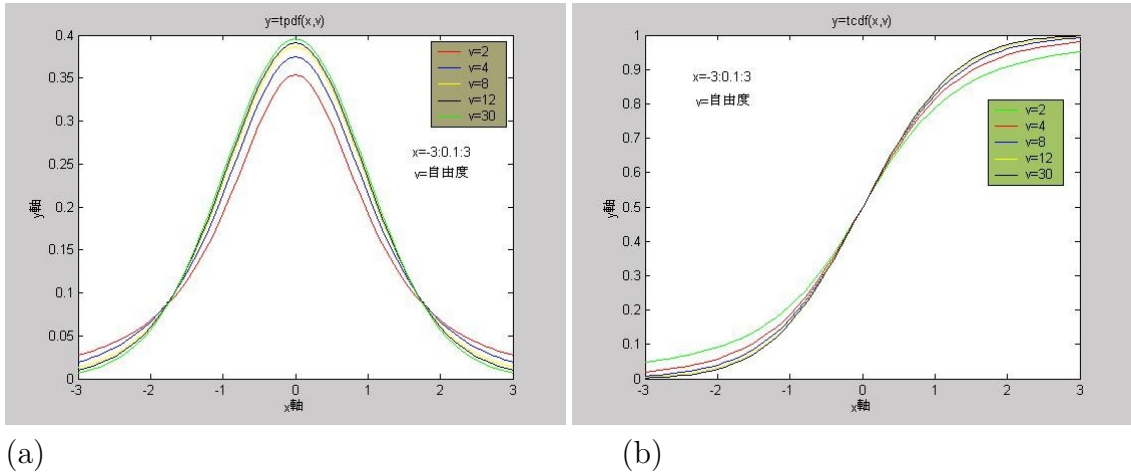 y=tpdf(x,v)
0.4
0.35
0.3
0.25
0.2
0.15
0.1
0.05
0
y軸
v=2
v=4
v=8
v=12
v=30
x=-3:0.1:3
v=自由度
-3 -2 -1 0 1 2 3
x軸
(a)
y=tcdf(x,v)
1
0.9
0.8
0.7
0.6
0.5
0.4
0.3
0.2
0.1
0
y軸
x=-3:0.1:3
v=自由度
v=2
v=4
v=8
v=12
v=30
-3 -2 -1 0 1 2 3
x軸
(b)